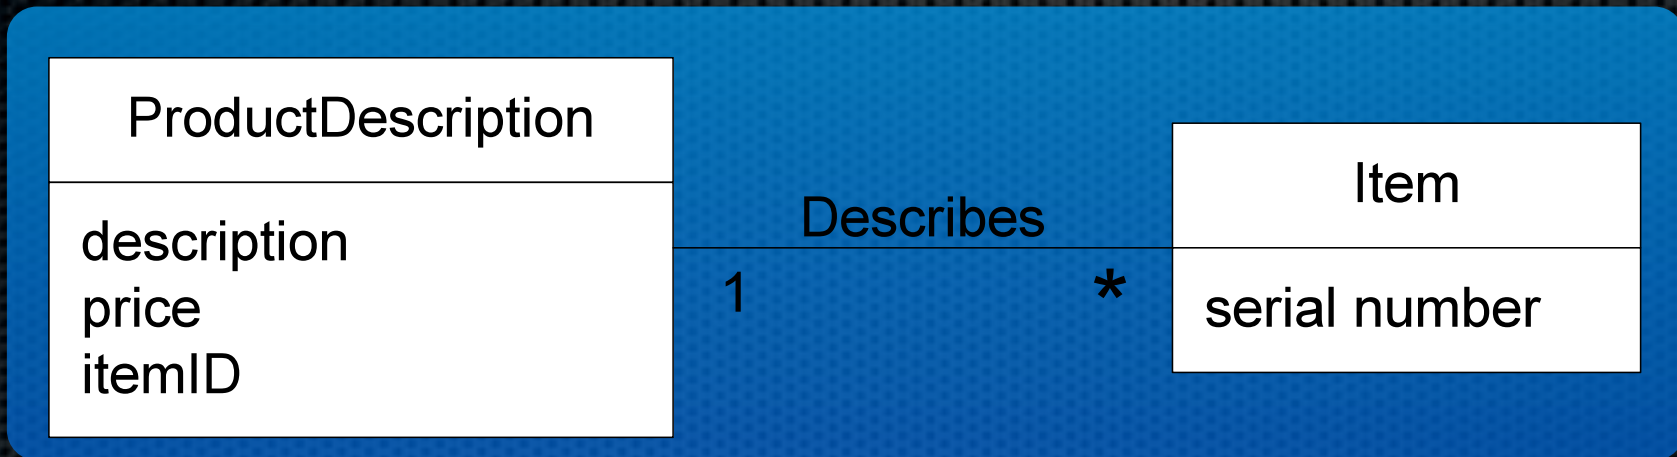 ProductDescription
description
price
itemID
Describes
1
*
Item
serial number